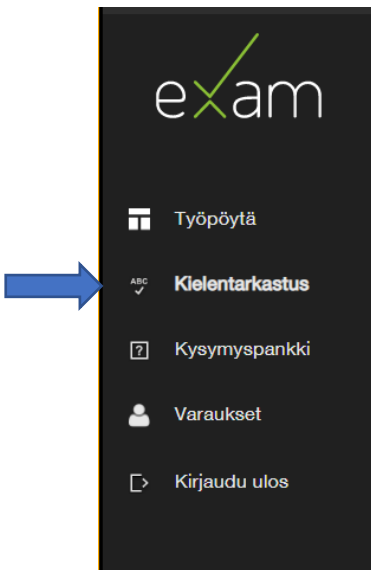 exam
Työpöytä
ABC
Kielentarkastus
?
Kysymyspankki
Varaukset
Kirjaudu ulos